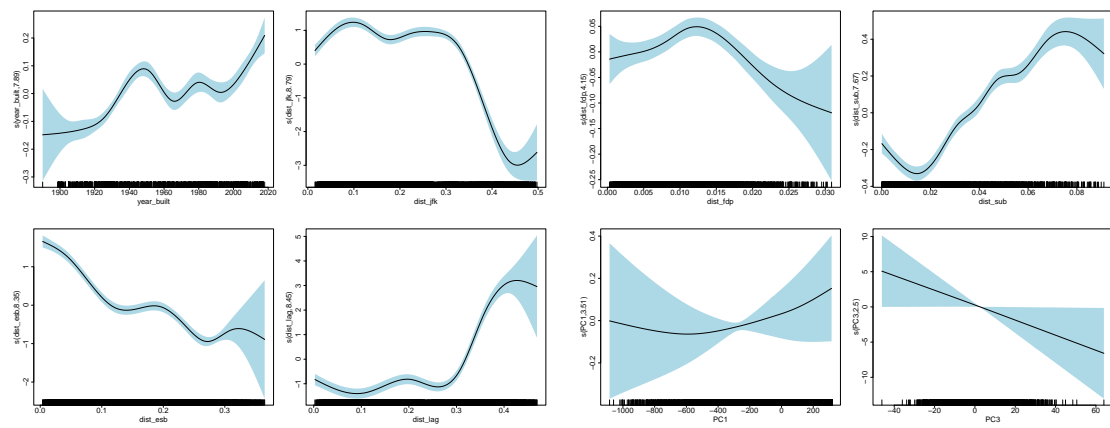 s(year_built,7.89)
0.2
0.1
0.0
−0.1
−0.2
−0.3
1900 1920 1940 1960 1980 2000 2020
year_built
s(dist_jfk,8.79)
1
0
−1
−2
−3
0.0 0.1 0.2 0.3 0.4 0.5
dist_jfk
s(dist_fdp,4.15)
0.05
0.00
−0.05
−0.10
−0.15
−0.20
−0.25
0.000 0.005 0.010 0.015 0.020 0.025 0.030
dist_fdp
s(dist_sub,7.67)
0.4
0.2
0.0
−0.2
−0.4
0.00 0.02 0.04 0.06 0.08
dist_sub
s(dist_esb,8.35)
1
0
−1
−2
0.0 0.1 0.2 0.3
dist_esb
s(dist_lag,8.45)
5
4
3
2
1
0
−1
0.0 0.1 0.2 0.3 0.4
dist_lag
s(PC1,3.51)
0.4
0.2
0.0
−0.2
−1000 −800 −600 −400 −200 0 200
PC1
s(PC3,2.5)
10
5
0
−5
−10
−40 −20 0 20 40 60
PC3